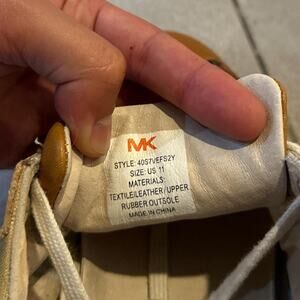 MK
STYLE: 40S7VEFS2Y
SIZE: US 11
MATERIALS:
TEXTILE/LEATHER/UPPER
RUBBER OUTSOLE
MADE IN CHINA